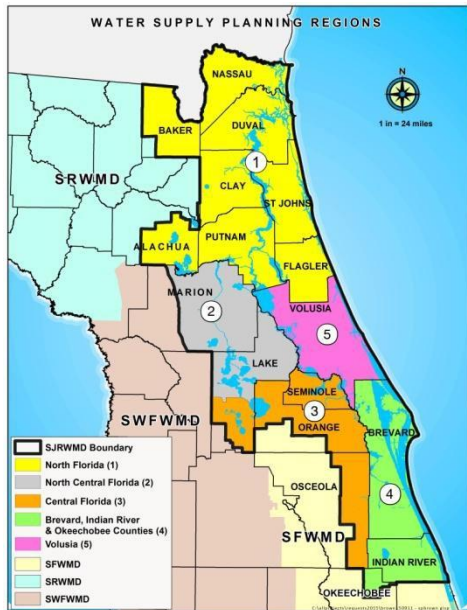 WATER SUPPLY PLANNING REGIONS
N
1 in = 24 miles
NASSAU
BAKER
DUVAL
1
SRWMD
CLAY
ST JOHNS
ALACHUA
PUTNAM
FLAGLER
MARION
2
VOLUSIA
5
LAKE
SEMINOLE
3
ORANGE
BREVARD
SWFWMD
OSCEOLA
4
SFWMD
INDIAN RIVER
OKEECHOBEE
SJRWMD Boundary
North Florida (1)
North Central Florida (2)
Central Florida (3)
Brevard, Indian River
& Okeechobee Counties (4)
Volusia (5)
SFWMD
SRWMD
SWFWMD